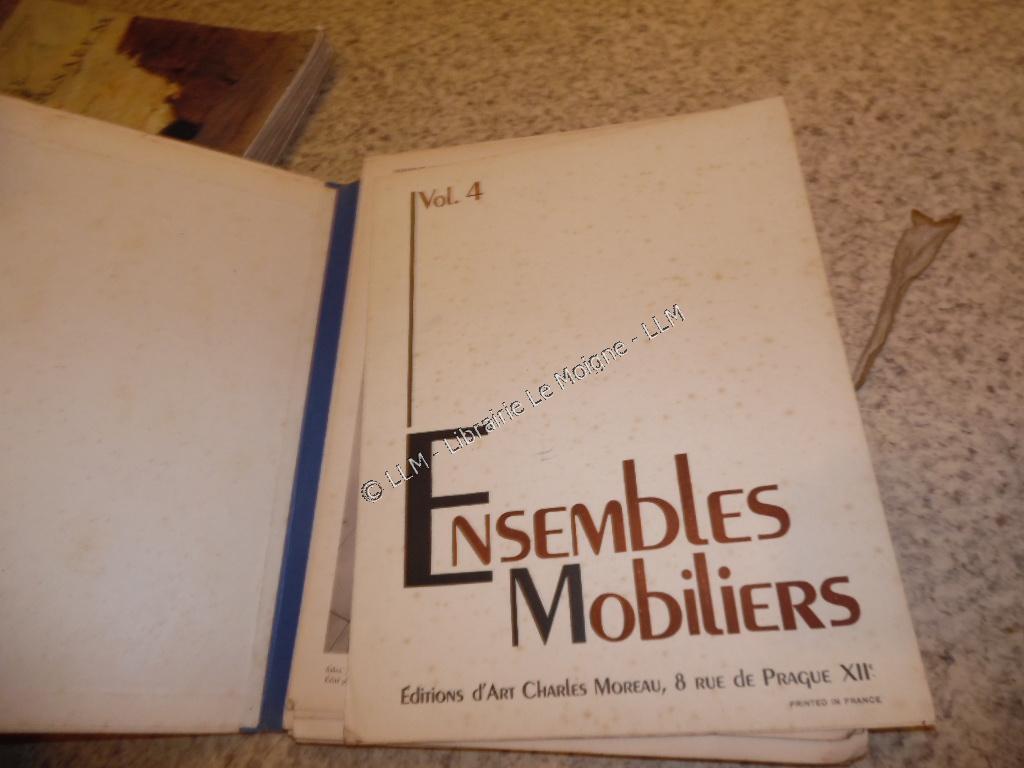 Vol. 4
© LLM - Librairie Le Moigne - LLM
Ensembles
Mobiliers
Éditions d'Art Charles Moreau, 8 rue de Prague XIIe
PRINTED IN FRANCE